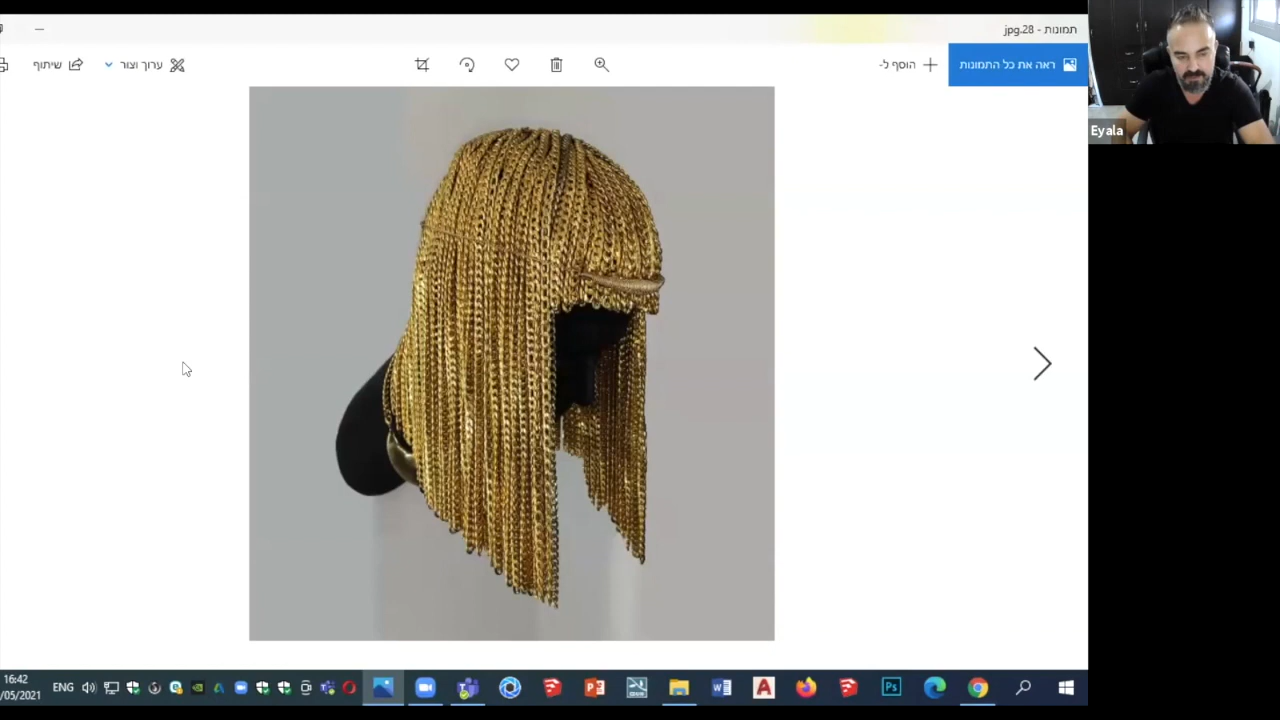 תמונות - 28.jpg
ראה את כל התמונות
הוסף ל-
ערוך וצור
שיתוף
Eyala
16:42
/05/2021
ENG